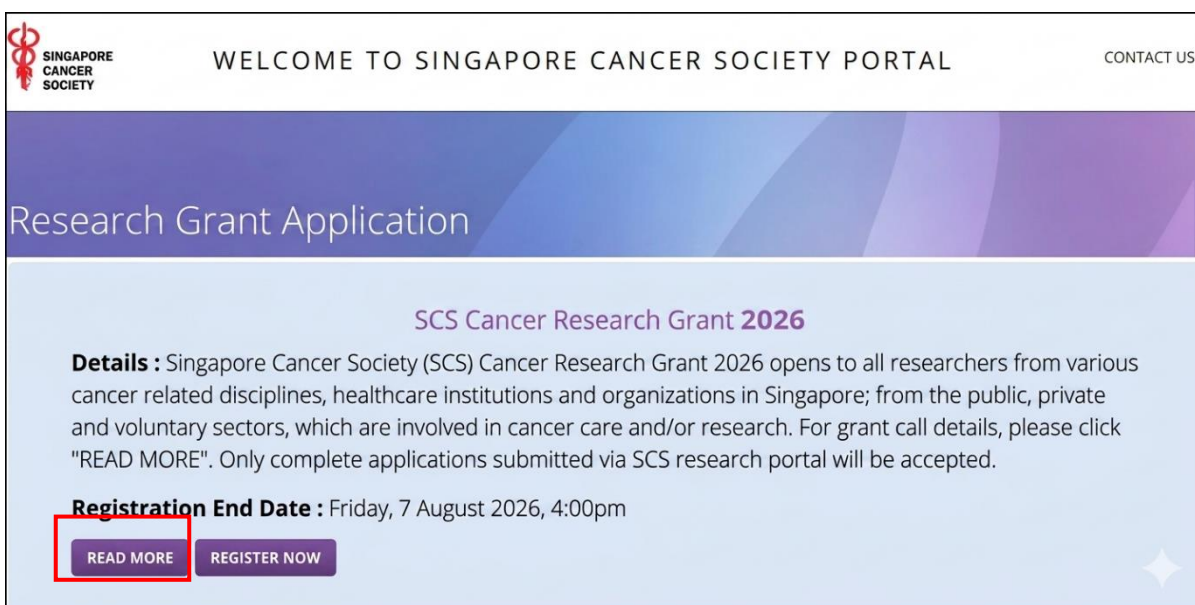 SINGAPORE
CANCER
SOCIETY
WELCOME TO SINGAPORE CANCER SOCIETY PORTAL
CONTACT US
Research Grant Application
SCS Cancer Research Grant 2026
Details : Singapore Cancer Society (SCS) Cancer Research Grant 2026 opens to all researchers from various
cancer related disciplines, healthcare institutions and organizations in Singapore; from the public, private
and voluntary sectors, which are involved in cancer care and/or research. For grant call details, please click
"READ MORE". Only complete applications submitted via SCS research portal will be accepted.
Registration End Date : Friday, 7 August 2026, 4:00pm
READ MORE
REGISTER NOW